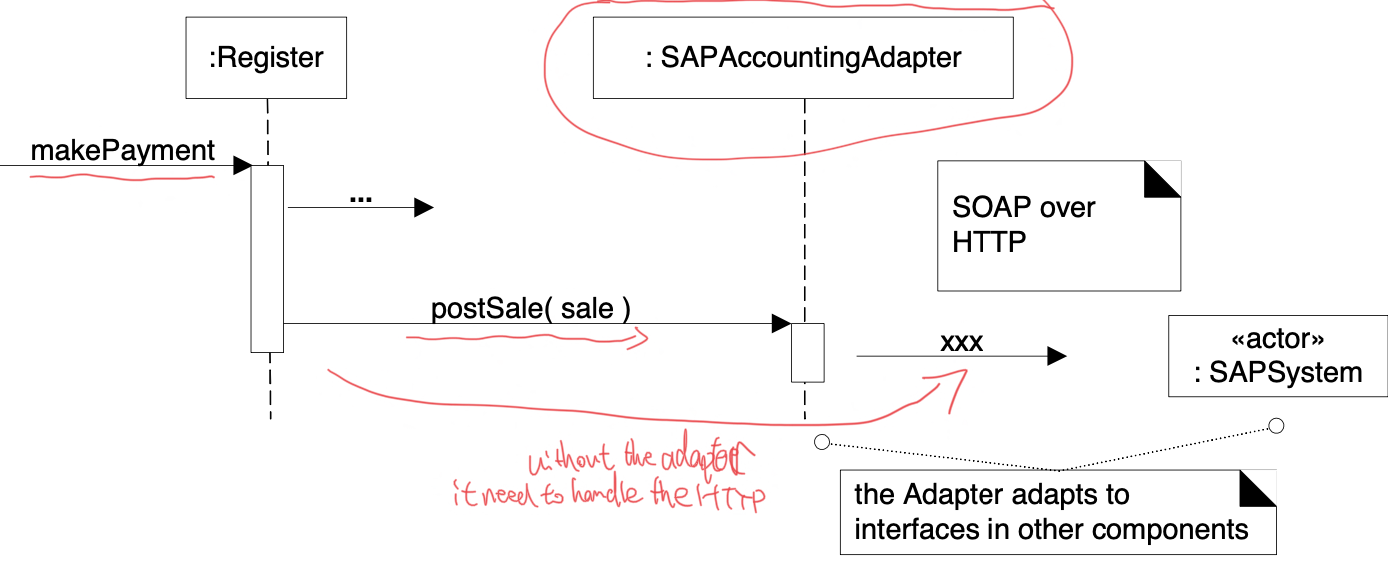 :Register
: SAPAccountingAdapter
makePayment
...
SOAP over
HTTP
postSale( sale )
xxx
«actor»
: SAPSystem
without the adapter
it need to handle the HTTP
the Adapter adapts to
interfaces in other components